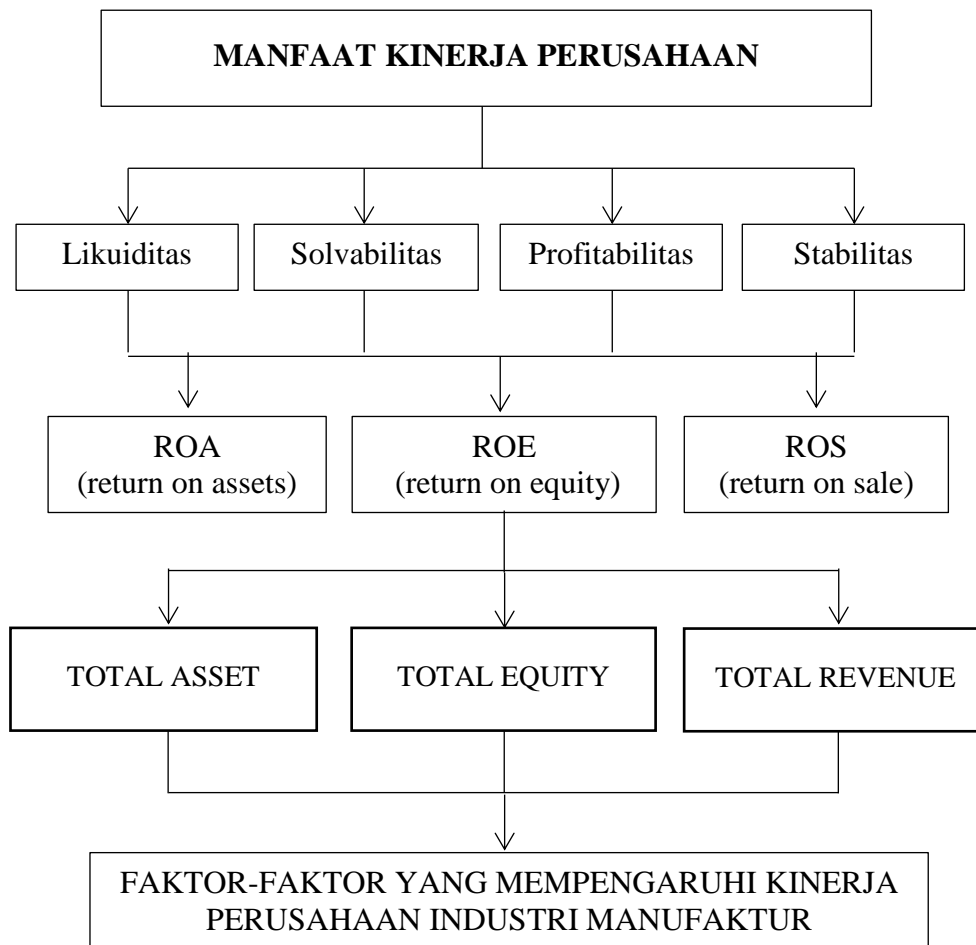 MANFAAT KINERJA PERUSAHAAN
Likuiditas
Solvabilitas
Profitabilitas
Stabilitas
ROA
(return on assets)
ROE
(return on equity)
ROS
(return on sale)
TOTAL ASSET
TOTAL EQUITY
TOTAL REVENUE
FAKTOR-FAKTOR YANG MEMPENGARUHI KINERJA
PERUSAHAAN INDUSTRI MANUFAKTUR